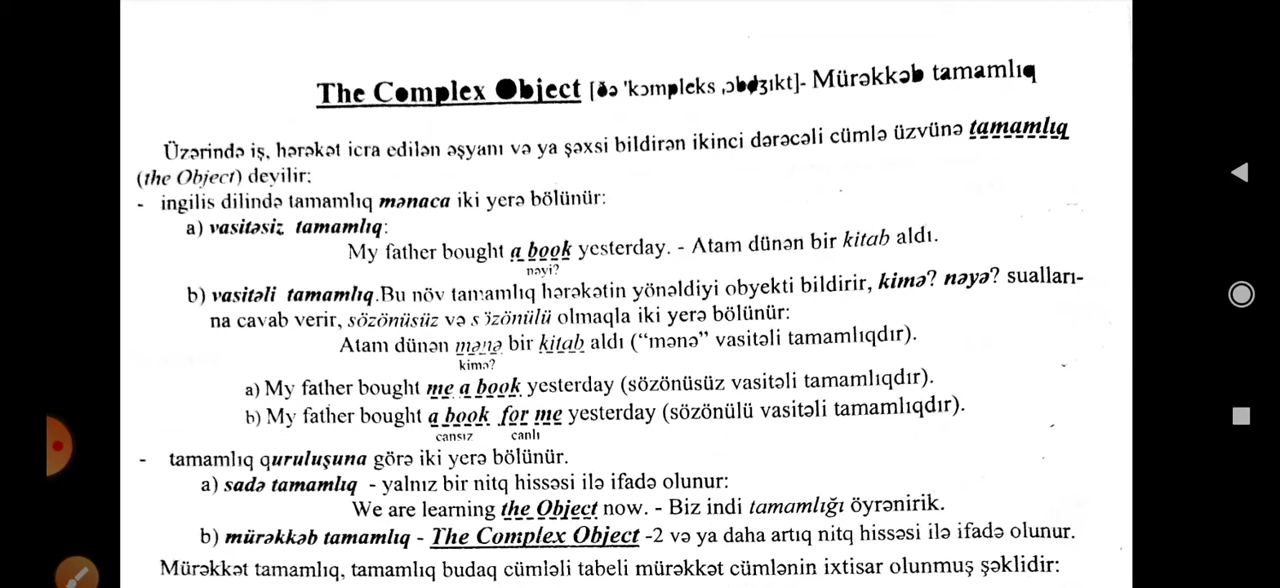 The Complex Object [ðə 'kɔmpleks ,ɔbdʒıkt]- Mürəkkəb tamamlıq
Üzərində iş, hərəkət icra edilən əşyanı və ya şəxsi bildirən ikinci dərəcəli cümlə üzvünə tamamlıq
(the Object) deyilir:
- ingilis dilində tamamlıq mənaca iki yerə bölünür:
a) vasitəsiz tamamlıq:
My father bought a book yesterday. - Atam dünən bir kitab aldı.
nəyi?
b) vasitəli tamamlıq.Bu növ tamamlıq hərəkətin yönəldiyi obyekti bildirir, kimə? nəyə? sualları-
na cavab verir, sözönüsüz və sözönülü olmaqla iki yerə bölünür:
Atam dünən mənə bir kitab aldı (“mənə” vasitəli tamamlıqdır).
kimə?
a) My father bought me a book yesterday (sözönüsüz vasitəli tamamlıqdır).
b) My father bought a book for me yesterday (sözönülü vasitəli tamamlıqdır).
cansız canlı
- tamamlıq quruluşuna görə iki yerə bölünür.
a) sadə tamamlıq - yalnız bir nitq hissəsi ilə ifadə olunur:
We are learning the Object now. - Biz indi tamamlığı öyrənirik.
b) mürəkkəb tamamlıq - The Complex Object -2 və ya daha artıq nitq hissəsi ilə ifadə olunur.
Mürəkkət tamamlıq, tamamlıq budaq cümləli tabeli mürəkkət cümlənin ixtisar olunmuş şəklidir: